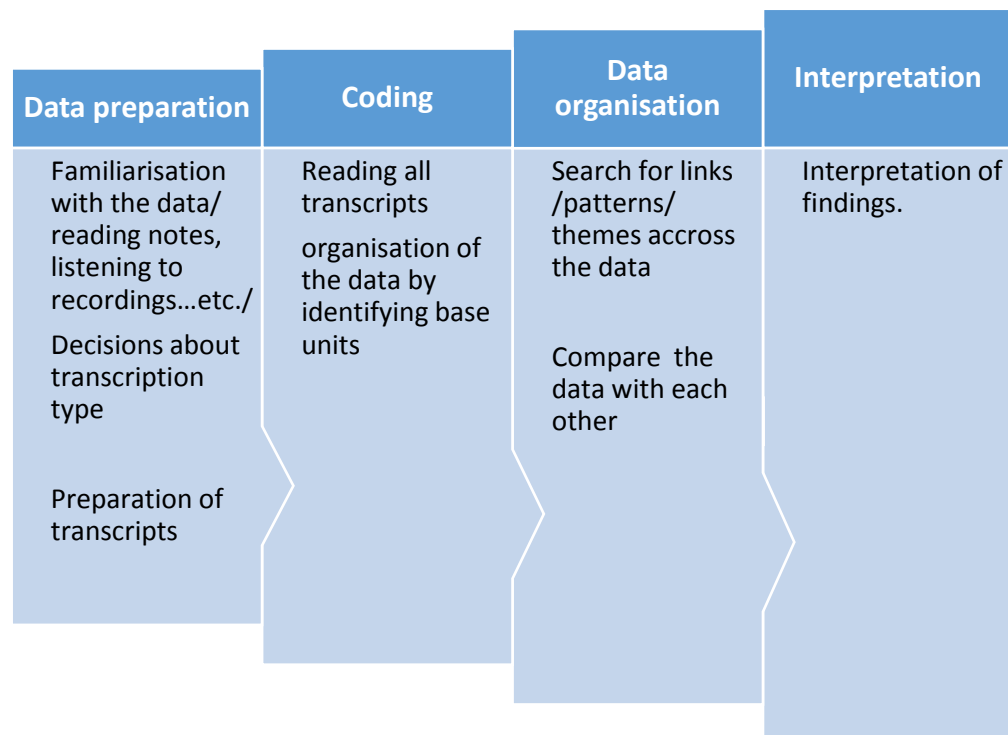 Data preparation
Familiarisation
with the data/
reading notes,
listening to
recordings...etc./
Decisions about
transcription
type
Preparation of
transcripts
Coding
Reading all
transcripts
organisation of
the data by
identifying base
units
Data
organisation
Search for links
/patterns/
themes accross
the data
Compare the
data with each
other
Interpretation
Interpretation of
findings.